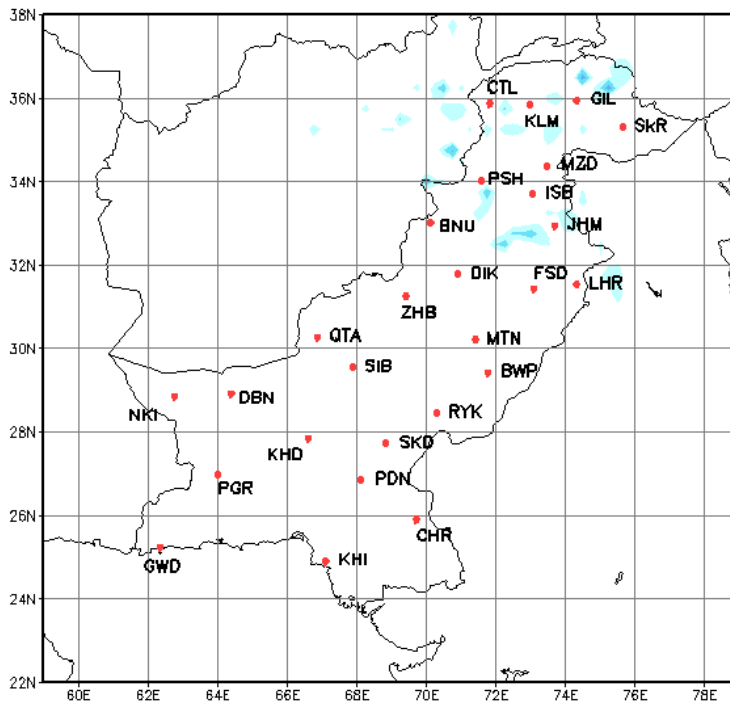 38N
36N
34N
32N
30N
28N
26N
24N
22N
CTL
KLM
GIL
SkR
MZD
PSH
ISB
BNU
JHM
DIK
FSD
LHR
ZHB
QTA
MTN
SIB
BWP
NKI
DBN
RYK
KHD
SKD
PGR
PDN
CHR
GWD
KHI
60E 62E 64E 66E 68E 70E 72E 74E 76E 78E